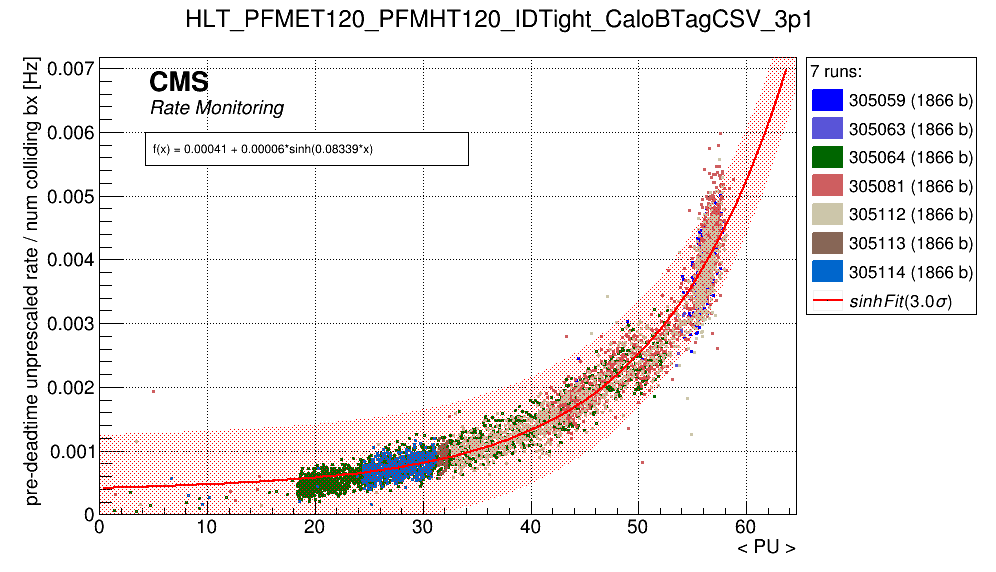 HLT_PFMET120_PFMHT120_IDTight_CaloBTagCSV_3p1
pre-deadtime unprescaled rate / num colliding bx [Hz]
0.007
0.006
0.005
0.004
0.003
0.002
0.001
0
CMS
Rate Monitoring
f(x) = 0.00041 + 0.00006*sinh(0.08339*x)
0 10 20 30 40 50 60
< PU >
7 runs:
305059 (1866 b)
305063 (1866 b)
305064 (1866 b)
305081 (1866 b)
305112 (1866 b)
305113 (1866 b)
305114 (1866 b)
sinhFit(3.0σ)